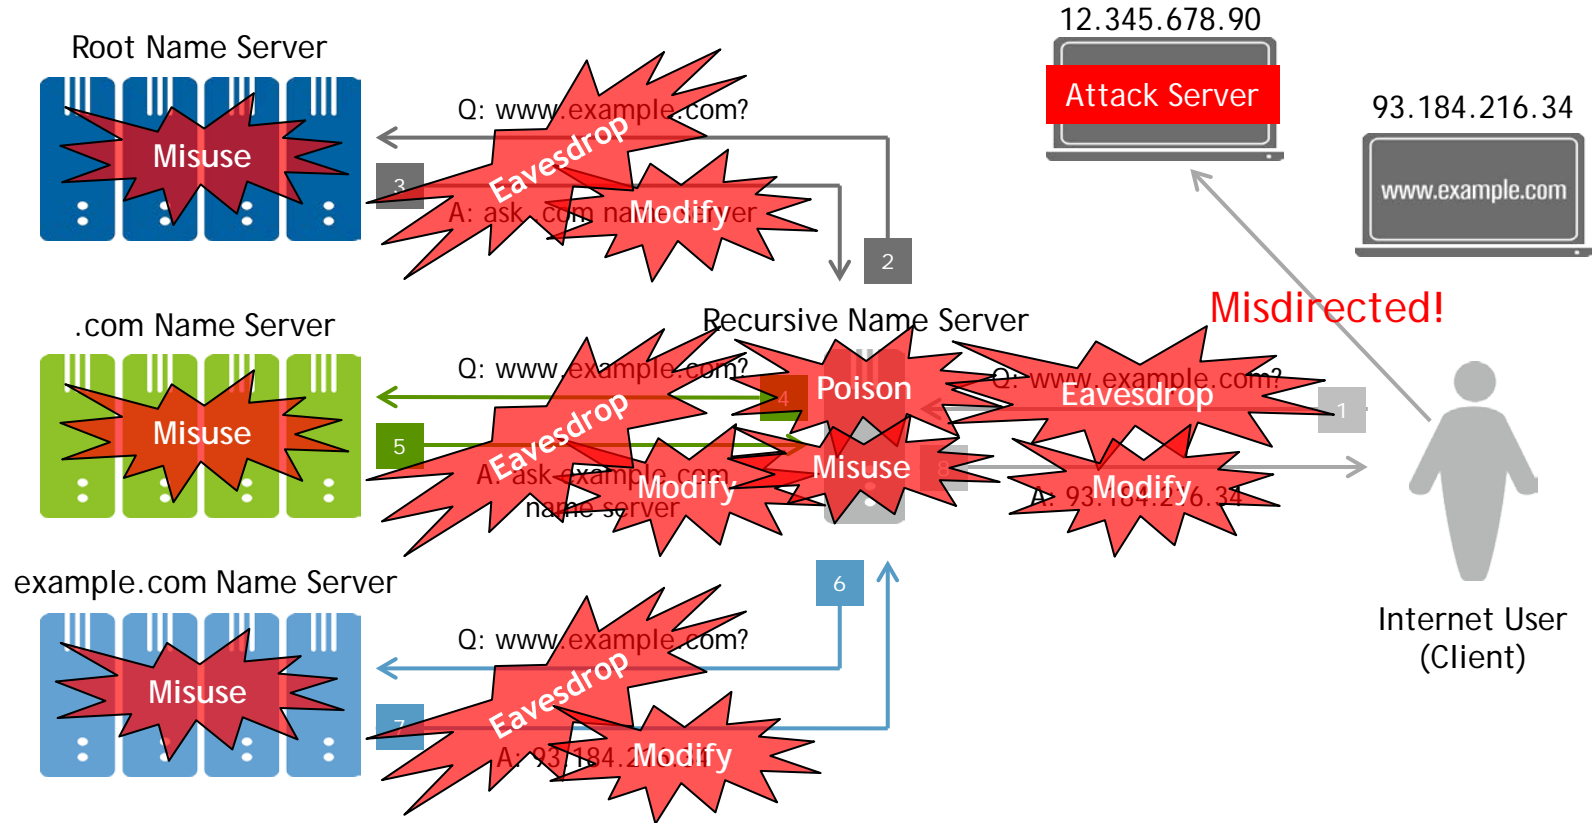 12.345.678.90
Attack Server
93.184.216.34
www.example.com
Misdirected!
Root Name Server
Misuse
Q: www.example.com?
Eavesdrop
3
A: ask .com name server
Modify
2
.com Name Server
Misuse
Recursive Name Server
Q: www.example.com?
Eavesdrop
4
5
A: ask example.com
name server
Modify
Poison
Misuse
Q: www.example.com?
Eavesdrop
1
8
A: 93.184.216.34
Modify
example.com Name Server
Misuse
6
Q: www.example.com?
Eavesdrop
7
A: 93.184.216.34
Modify
Internet User
(Client)